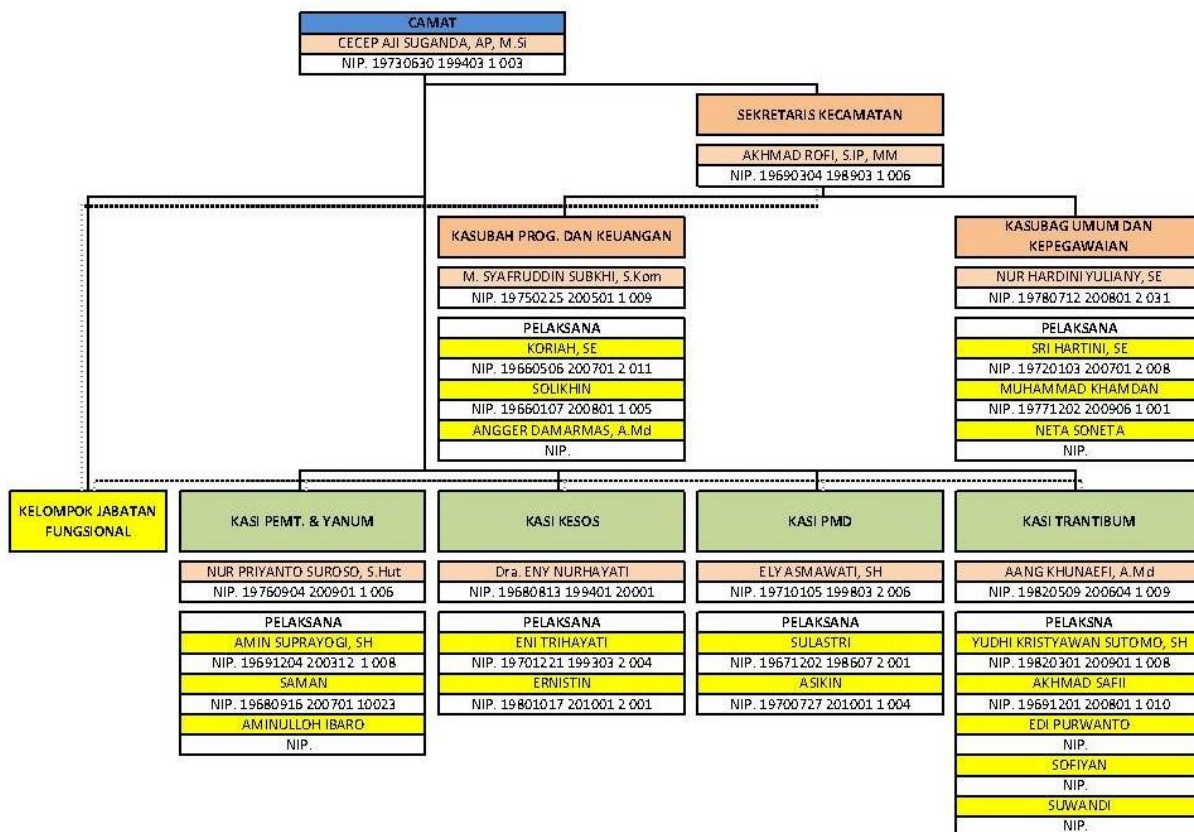 CAMAT
CECEP AJI SUGANDA, AP, M.Si
NIP. 19730630 199403 1 003
SEKRETARIS KECAMATAN
AKHMAD ROFI, S.IP, MM
NIP. 19690304 198903 1 006
KASUBAH PROG. DAN KEUANGAN
M. SYAFRUDDIN SUBKHI, S.Kom
NIP. 19750225 200501 1 009
PELAKSANA
KORIAH, SE
NIP. 19660506 200701 2 011
SOLIKHIN
NIP. 19660107 200801 1 005
ANGGER DAMARMAS, A.Md
NIP.
KASUBAG UMUM DAN
KEPEGAWAIAN
NUR HARDINI YULIANY, SE
NIP. 19780712 200801 2 031
PELAKSANA
SRI HARTINI, SE
NIP. 19720103 200701 2 008
MUHAMMAD KHAMDAN
NIP. 19771202 200906 1 001
NETA SONETA
NIP.
KELOMPOK JABATAN
FUNGSIONAL
KASI PEMT. & YANUM
NUR PRIYANTO SUROSO, S.Hut
NIP. 19760904 200901 1 006
PELAKSANA
AMIN SUPRAYOGI, SH
NIP. 19691204 200312 1 008
SAMAN
NIP. 19680916 200701 10023
AMINULLOH IBARO
NIP.
KASI KESOS
Dra. ENY NURHAYATI
NIP. 19680813 199401 20001
PELAKSANA
ENI TRIHAYATI
NIP. 19701221 199303 2 004
ERNISTIN
NIP. 19801017 201001 2 001
KASI PMD
ELY ASMAWATI, SH
NIP. 19710105 199803 2 006
PELAKSANA
SULASTRI
NIP. 19671202 198607 2 001
ASIKIN
NIP. 19700727 201001 1 004
KASI TRANTIBUM
AANG KHUNAEFI, A.Md
NIP. 19820509 200604 1 009
PELAKSNA
YUDHI KRISTYAWAN SUTOMO, SH
NIP. 19820301 200901 1 008
AKHMAD SAFII
NIP. 19691201 200801 1 010
EDI PURWANTO
NIP.
SOFIYAN
NIP.
SUWANDI
NIP.